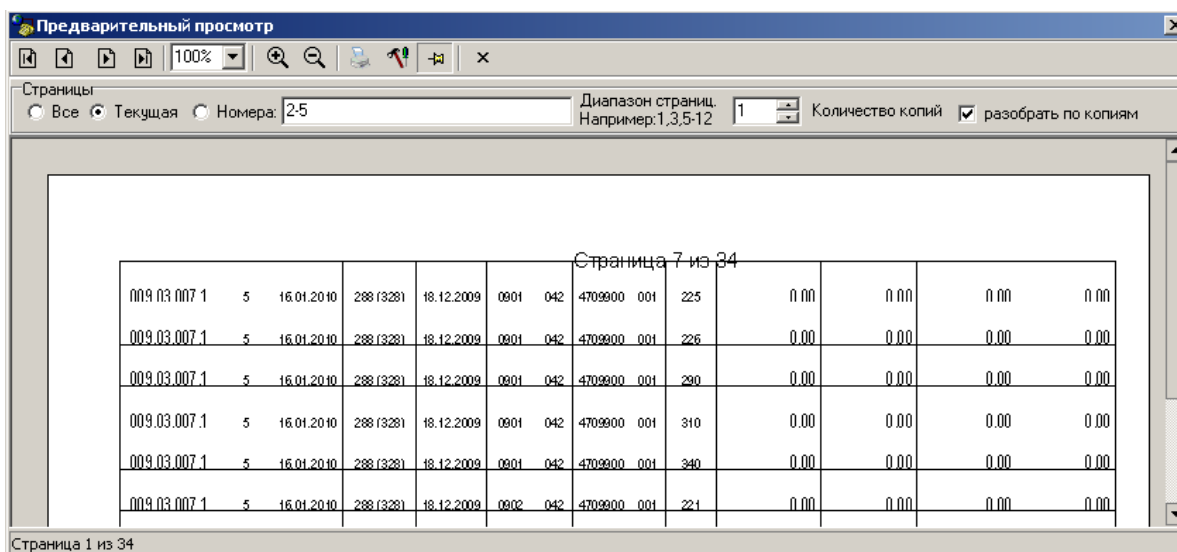 Предварительный просмотр
100%
Страницы
Все Текущая Номера: 2-5 Диапазон страниц. 1 Количество копий разобрать по копиям
Например:1,3,5-12
Страница 7 из 34
009.03.007.1 5 16.01.2010 288 (328) 18.12.2009 0901 042 4709900 001 225 0.00 0.00 0.00 0.00
009.03.007.1 5 16.01.2010 288 (328) 18.12.2009 0901 042 4709900 001 226 0.00 0.00 0.00 0.00
009.03.007.1 5 16.01.2010 288 (328) 18.12.2009 0901 042 4709900 001 290 0.00 0.00 0.00 0.00
009.03.007.1 5 16.01.2010 288 (328) 18.12.2009 0901 042 4709900 001 310 0.00 0.00 0.00 0.00
009.03.007.1 5 16.01.2010 288 (328) 18.12.2009 0901 042 4709900 001 340 0.00 0.00 0.00 0.00
009.03.007.1 5 16.01.2010 288 (328) 18.12.2009 0902 042 4709900 001 221 0.00 0.00 0.00 0.00
Страница 1 из 34